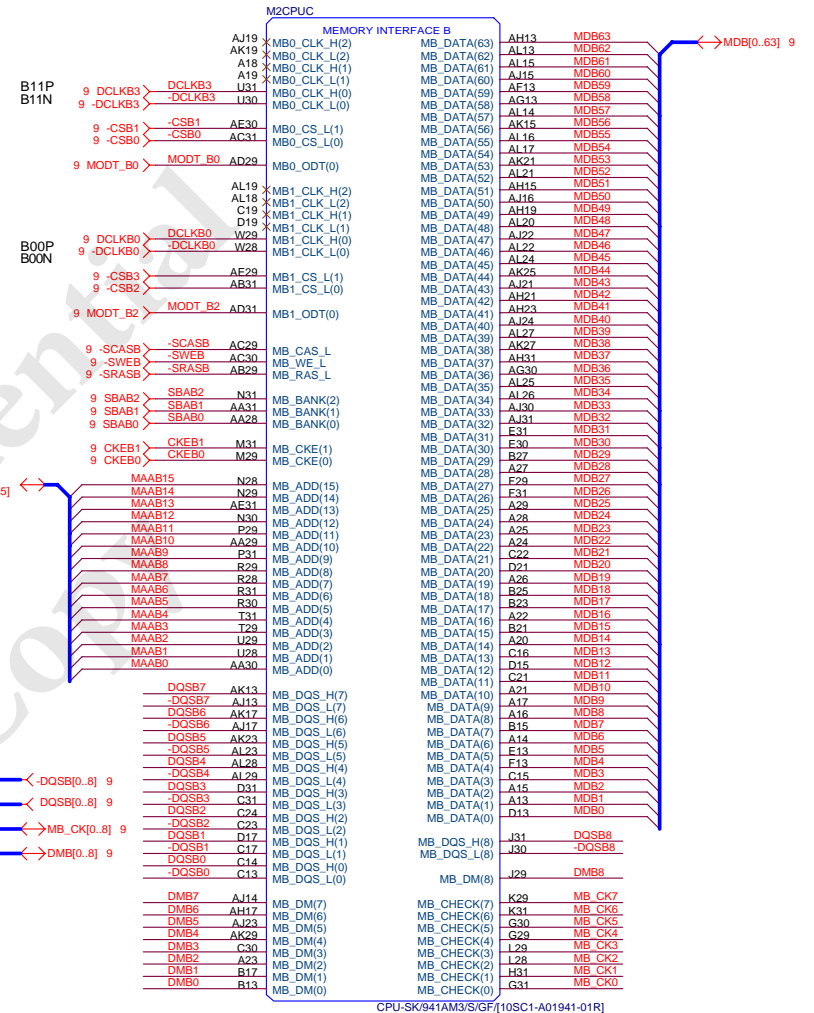 M2CPUC
MEMORY INTERFACE B
AJ19 MB0_CLK_H(2)
AK19 MB0_CLK_L(2)
A18 MB0_CLK_H(1)
A19 MB0_CLK_L(1)
B11P 9 DCLKB3 DCLKB3 U31 MB0_CLK_H(0)
B11N 9 -DCLKB3 -DCLKB3 U30 MB0_CLK_L(0)
9 -CSB1 -CSB1 AE30 MB0_CS_L(1)
9 -CSB0 -CSB0 AC31 MB0_CS_L(0)
9 MODT_B0 MODT_B0 AD29 MB0_ODT(0)
AL19 MB1_CLK_H(2)
AL18 MB1_CLK_L(2)
C19 MB1_CLK_H(1)
D19 MB1_CLK_L(1)
B00P 9 DCLKB0 DCLKB0 W29 MB1_CLK_H(0)
B00N 9 -DCLKB0 -DCLKB0 W28 MB1_CLK_L(0)
9 -CSB3 AE29 MB1_CS_L(1)
9 -CSB2 AB31 MB1_CS_L(0)
9 MODT_B2 MODT_B2 AD31 MB1_ODT(0)
9 -SCASB -SCASB AC29 MB_CAS_L
9 -SWEB -SWEB AC30 MB_WE_L
9 -SRASB -SRASB AB29 MB_RAS_L
9 SBAB2 SBAB2 N31 MB_BANK(2)
9 SBAB1 SBAB1 AA31 MB_BANK(1)
9 SBAB0 SBAB0 AA28 MB_BANK(0)
9 CKEB1 CKEB1 M31 MB_CKE(1)
9 CKEB0 CKEB0 M29 MB_CKE(0)
5]
MAAB15 N28 MB_ADD(15)
MAAB14 N29 MB_ADD(14)
MAAB13 AE31 MB_ADD(13)
MAAB12 N30 MB_ADD(12)
MAAB11 P29 MB_ADD(11)
MAAB10 AA29 MB_ADD(10)
MAAB9 P31 MB_ADD(9)
MAAB8 R29 MB_ADD(8)
MAAB7 R28 MB_ADD(7)
MAAB6 R31 MB_ADD(6)
MAAB5 R30 MB_ADD(5)
MAAB4 T31 MB_ADD(4)
MAAB3 T29 MB_ADD(3)
MAAB2 U29 MB_ADD(2)
MAAB1 U28 MB_ADD(1)
MAAB0 AA30 MB_ADD(0)
DQSB7 AK13 MB_DQS_H(7)
-DQSB7 AJ13 MB_DQS_L(7)
DQSB6 AK17 MB_DQS_H(6)
-DQSB6 AJ17 MB_DQS_L(6)
DQSB5 AK23 MB_DQS_H(5)
-DQSB5 AL23 MB_DQS_L(5)
DQSB4 AL28 MB_DQS_H(4)
-DQSB4 AL29 MB_DQS_L(4)
DQSB3 D31 MB_DQS_H(3)
-DQSB3 C31 MB_DQS_L(3)
DQSB2 C24 MB_DQS_H(2)
-DQSB2 C23 MB_DQS_L(2)
DQSB1 D17 MB_DQS_H(1)
-DQSB1 C17 MB_DQS_L(1)
DQSB0 C14 MB_DQS_H(0)
-DQSB0 C13 MB_DQS_L(0)
-DQSB[0..8] 9
DQSB[0..8] 9
MB_CK[0..8] 9
DMB[0..8] 9
DMB7 AJ14 MB_DM(7)
DMB6 AH17 MB_DM(6)
DMB5 AJ23 MB_DM(5)
DMB4 AK29 MB_DM(4)
DMB3 C30 MB_DM(3)
DMB2 A23 MB_DM(2)
DMB1 B17 MB_DM(1)
DMB0 B13 MB_DM(0)
MDB[0..63] 9
MB_DATA(63) AH13 MDB63
MB_DATA(62) AL13 MDB62
MB_DATA(61) AL15 MDB61
MB_DATA(60) AJ15 MDB60
MB_DATA(59) AF13 MDB59
MB_DATA(58) AG13 MDB58
MB_DATA(57) AL14 MDB57
MB_DATA(56) AK15 MDB56
MB_DATA(55) AL16 MDB55
MB_DATA(54) AL17 MDB54
MB_DATA(53) AK21 MDB53
MB_DATA(52) AL21 MDB52
MB_DATA(51) AH15 MDB51
MB_DATA(50) AJ16 MDB50
MB_DATA(49) AH19 MDB49
MB_DATA(48) AL20 MDB48
MB_DATA(47) AJ22 MDB47
MB_DATA(46) AL22 MDB46
MB_DATA(45) AL24 MDB45
MB_DATA(44) AK25 MDB44
MB_DATA(43) AJ21 MDB43
MB_DATA(42) AH21 MDB42
MB_DATA(41) AH23 MDB41
MB_DATA(40) AJ24 MDB40
MB_DATA(39) AL27 MDB39
MB_DATA(38) AK27 MDB38
MB_DATA(37) AH31 MDB37
MB_DATA(36) AG30 MDB36
MB_DATA(35) AL25 MDB35
MB_DATA(34) AL26 MDB34
MB_DATA(33) AJ30 MDB33
MB_DATA(32) AJ31 MDB32
MB_DATA(31) E31 MDB31
MB_DATA(30) E30 MDB30
MB_DATA(29) B27 MDB29
MB_DATA(28) A27 MDB28
MB_DATA(27) F29 MDB27
MB_DATA(26) F31 MDB26
MB_DATA(25) A29 MDB25
MB_DATA(24) A28 MDB24
MB_DATA(23) A25 MDB23
MB_DATA(22) A24 MDB22
MB_DATA(21) C22 MDB21
MB_DATA(20) D21 MDB20
MB_DATA(19) A26 MDB19
MB_DATA(18) B25 MDB18
MB_DATA(17) B23 MDB17
MB_DATA(16) A22 MDB16
MB_DATA(15) B21 MDB15
MB_DATA(14) A20 MDB14
MB_DATA(13) C16 MDB13
MB_DATA(12) D15 MDB12
MB_DATA(11) C21 MDB11
MB_DATA(10) A21 MDB10
MB_DATA(9) A17 MDB9
MB_DATA(8) A16 MDB8
MB_DATA(7) B15 MDB7
MB_DATA(6) A14 MDB6
MB_DATA(5) E13 MDB5
MB_DATA(4) F13 MDB4
MB_DATA(3) C15 MDB3
MB_DATA(2) A15 MDB2
MB_DATA(1) A13 MDB1
MB_DATA(0) D13 MDB0
MB_DQS_H(8) J31 DQSB8
MB_DQS_L(8) J30 -DQSB8
MB_DM(8) J29 DMB8
MB_CHECK(7) K29 MB_CK7
MB_CHECK(6) K31 MB_CK6
MB_CHECK(5) G30 MB_CK5
MB_CHECK(4) G29 MB_CK4
MB_CHECK(3) L29 MB_CK3
MB_CHECK(2) L28 MB_CK2
MB_CHECK(1) H31 MB_CK1
MB_CHECK(0) G31 MB_CK0
CPU-SK/941AM3/S/GF/[10SC1-A01941-01R]
ential
Copy